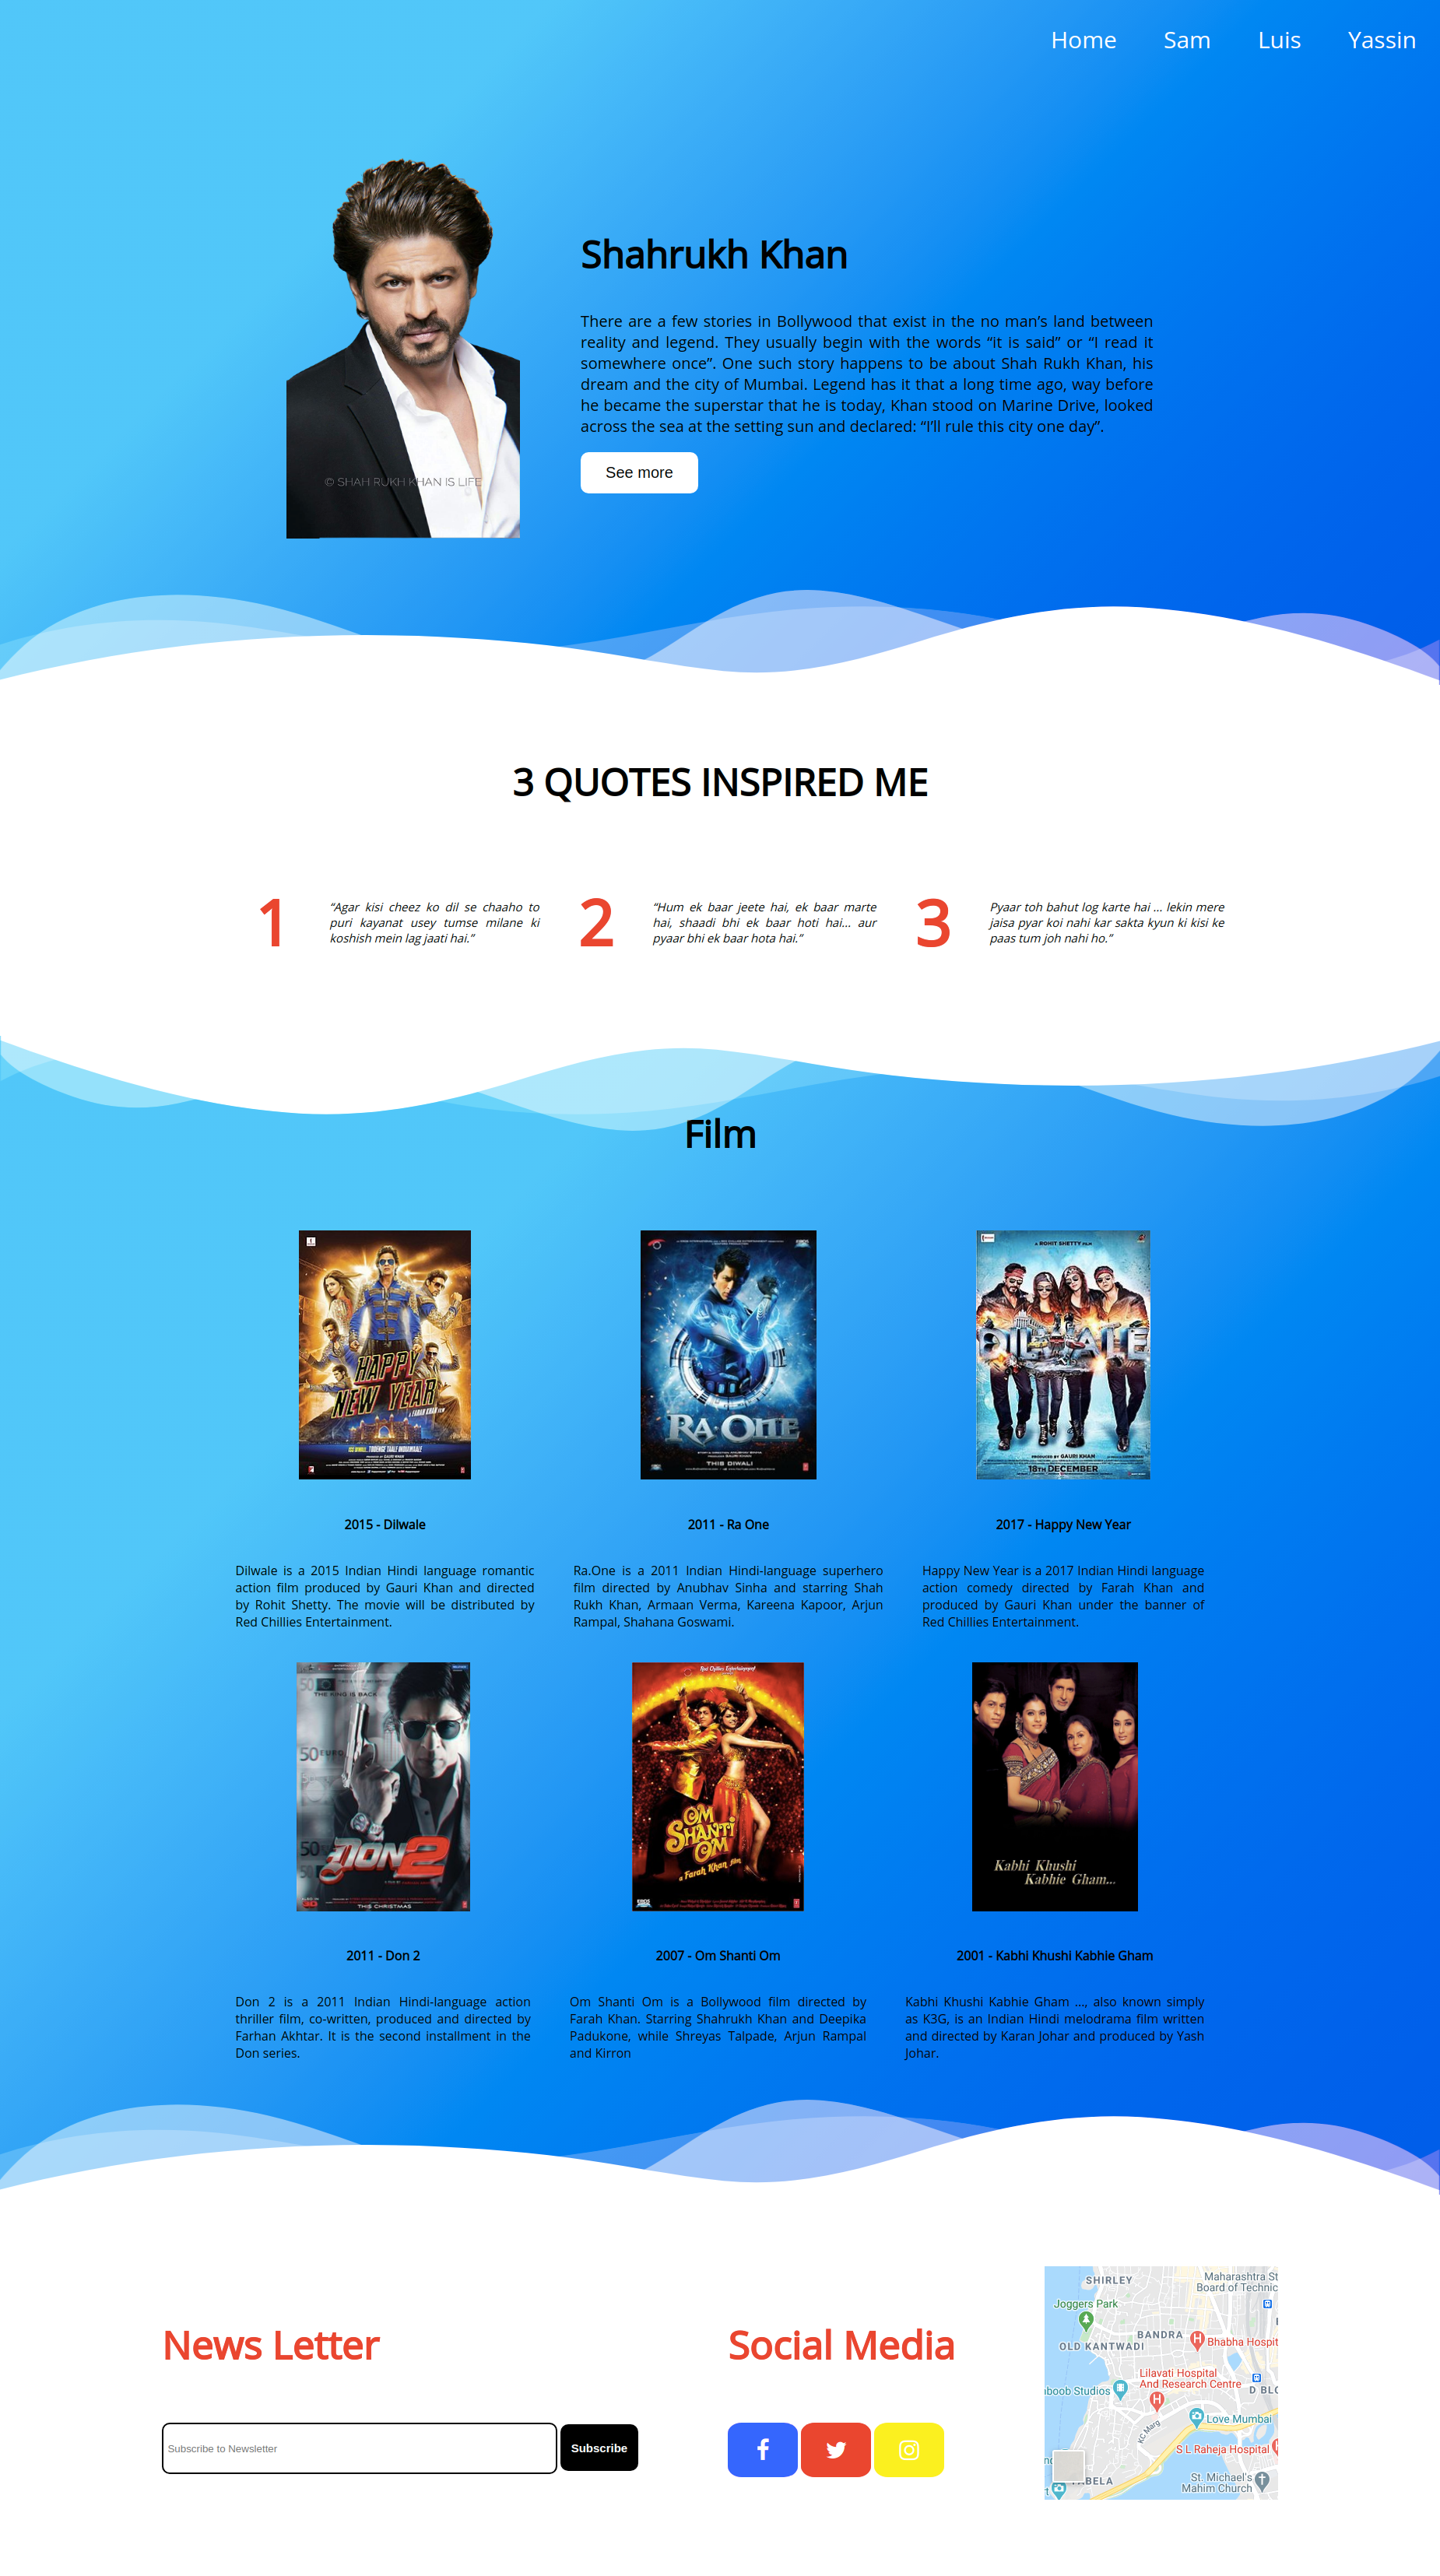 Home Sam Luis Yassin
Shahrukh Khan
There are a few stories in Bollywood that exist in the no man’s land between
reality and legend. They usually begin with the words “it is said” or “I read it
somewhere once”. One such story happens to be about Shah Rukh Khan, his
dream and the city of Mumbai. Legend has it that a long time ago, way before
he became the superstar that he is today, Khan stood on Marine Drive, looked
across the sea at the setting sun and declared: “I’ll rule this city one day”.
See more
© SHAH RUKH KHAN IS LIFE
3 QUOTES INSPIRED ME
1
“Agar kisi cheez ko dil se chaaho to
puri kayanat usey tumse milane ki
koshish mein lag jaati hai.”
2
“Hum ek baar jeete hai, ek baar marte
hai, shaadi bhi ek baar hoti hai... aur
pyaar bhi ek baar hota hai.”
3
Pyaar toh bahut log karte hai ... lekin mere
jaisa pyar koi nahi kar sakta kyun ki kisi ke
paas tum joh nahi ho.”
Film
HAPPY
NEW YEAR
A FARAH KHAN FILM
RA.ONE
THIS DIWALI
A ROHIT SHETTY FILM
DILWALE
PRODUCED BY GAURI KHAN
18TH DECEMBER
2015 - Dilwale
Dilwale is a 2015 Indian Hindi language romantic
action film produced by Gauri Khan and directed
by Rohit Shetty. The movie will be distributed by
Red Chillies Entertainment.
2011 - Ra One
Ra.One is a 2011 Indian Hindi-language superhero
film directed by Anubhav Sinha and starring Shah
Rukh Khan, Armaan Verma, Kareena Kapoor, Arjun
Rampal, Shahana Goswami.
2017 - Happy New Year
Happy New Year is a 2017 Indian Hindi language
action comedy directed by Farah Khan and
produced by Gauri Khan under the banner of
Red Chillies Entertainment.
THE KING IS BACK
50 EURO
50
DON2
3D
THIS CHRISTMAS
Red Chillies Entertainment
OM
SHANTI
OM
a Farah Khan film
Kabhi Khushi
Kabhie Gham...
2011 - Don 2
Don 2 is a 2011 Indian Hindi-language action
thriller film, co-written, produced and directed by
Farhan Akhtar. It is the second installment in the
Don series.
2007 - Om Shanti Om
Om Shanti Om is a Bollywood film directed by
Farah Khan. Starring Shahrukh Khan and Deepika
Padukone, while Shreyas Talpade, Arjun Rampal
and Kirron
2001 - Kabhi Khushi Kabhie Gham
Kabhi Khushi Kabhie Gham ..., also known simply
as K3G, is an Indian Hindi melodrama film written
and directed by Karan Johar and produced by Yash
Johar.
News Letter
Subscribe to Newsletter
Subscribe
Social Media
SHIRLEY
Maharashtra St
Board of Technic
Joggers Park
BANDRA
OLD KANTWADI
Bhabha Hospit
Lilavati Hospital
And Research Centre
D BLO
boob Studios
Love Mumbai
KC Marg
S L Raheja Hospital
St. Michael's
Mahim Church
ABELA